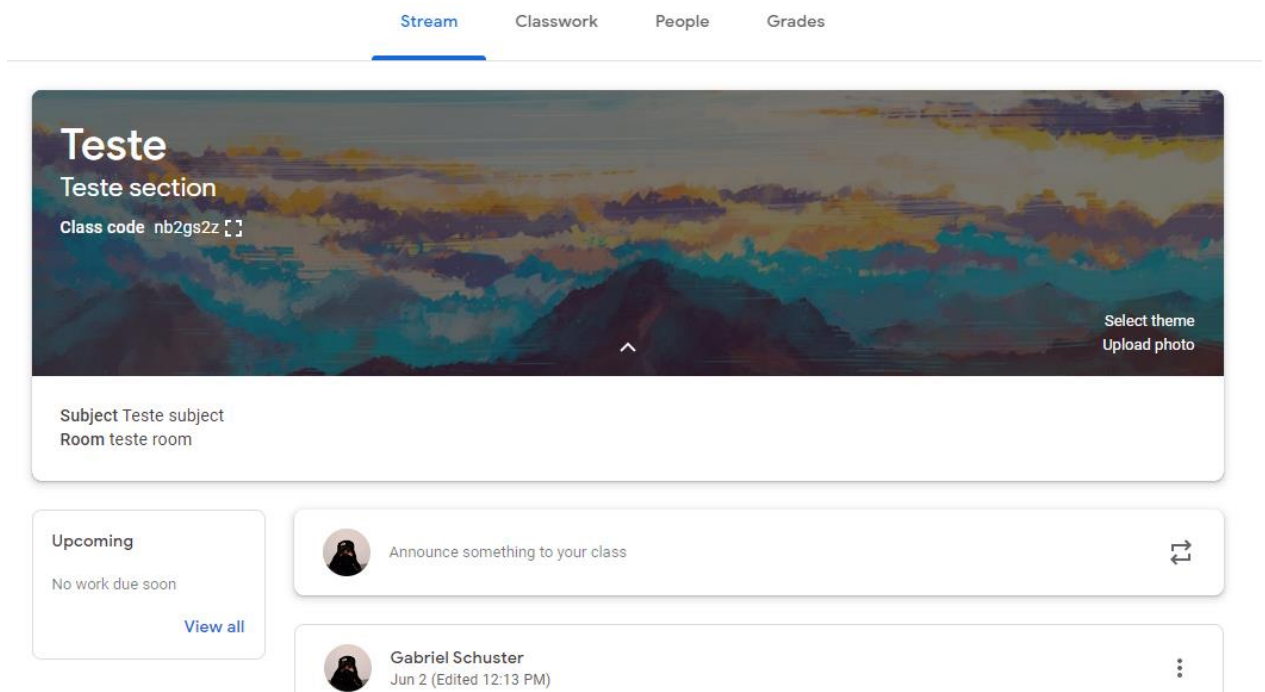 Stream Classwork People Grades
Teste
Teste section
Class code nb2gs2z
Select theme
Upload photo
Subject Teste subject
Room teste room
Upcoming
No work due soon
View all
Announce something to your class
Gabriel Schuster
Jun 2 (Edited 12:13 PM)